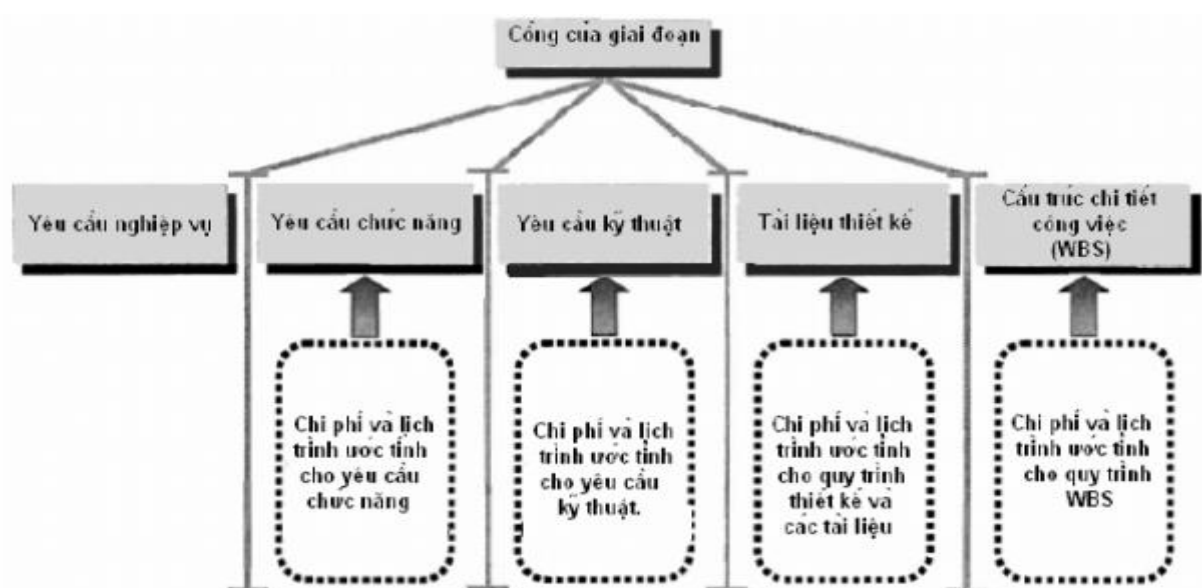 Cổng của giai đoạn
Yêu cầu nghiệp vụ
Yêu cầu chức năng
Yêu cầu kỹ thuật
Tài liệu thiết kế
Cấu trúc chi tiết
công việc
(WBS)
Chi phí và lịch
trình ước tính
cho yêu cầu
chức năng
Chi phí và lịch
trình ước tính
cho yêu cầu
kỹ thuật.
Chi phí và lịch
trình ước tính
cho quy trình
thiết kế và
các tài liệu
Chi phí và lịch
trình ước tính
cho quy trình
WBS